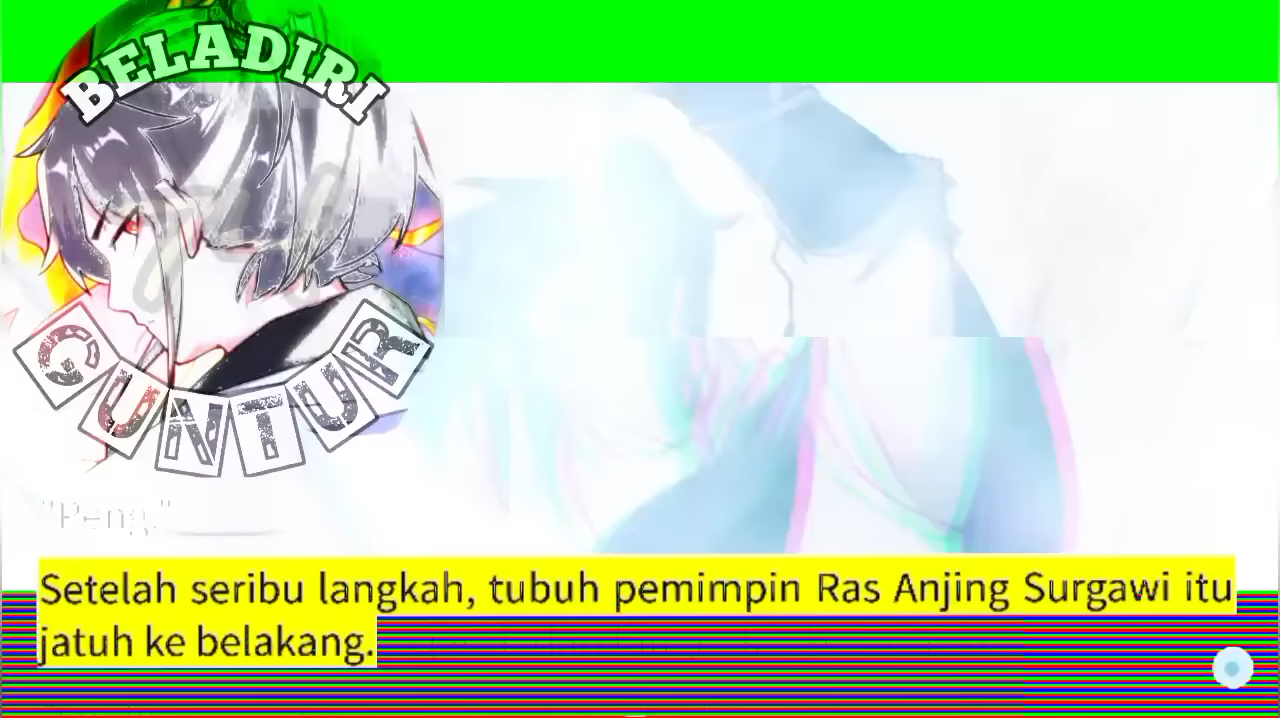 BELADIRI
GUNTUR
"Peng."
Setelah seribu langkah, tubuh pemimpin Ras Anjing Surgawi itu
jatuh ke belakang.